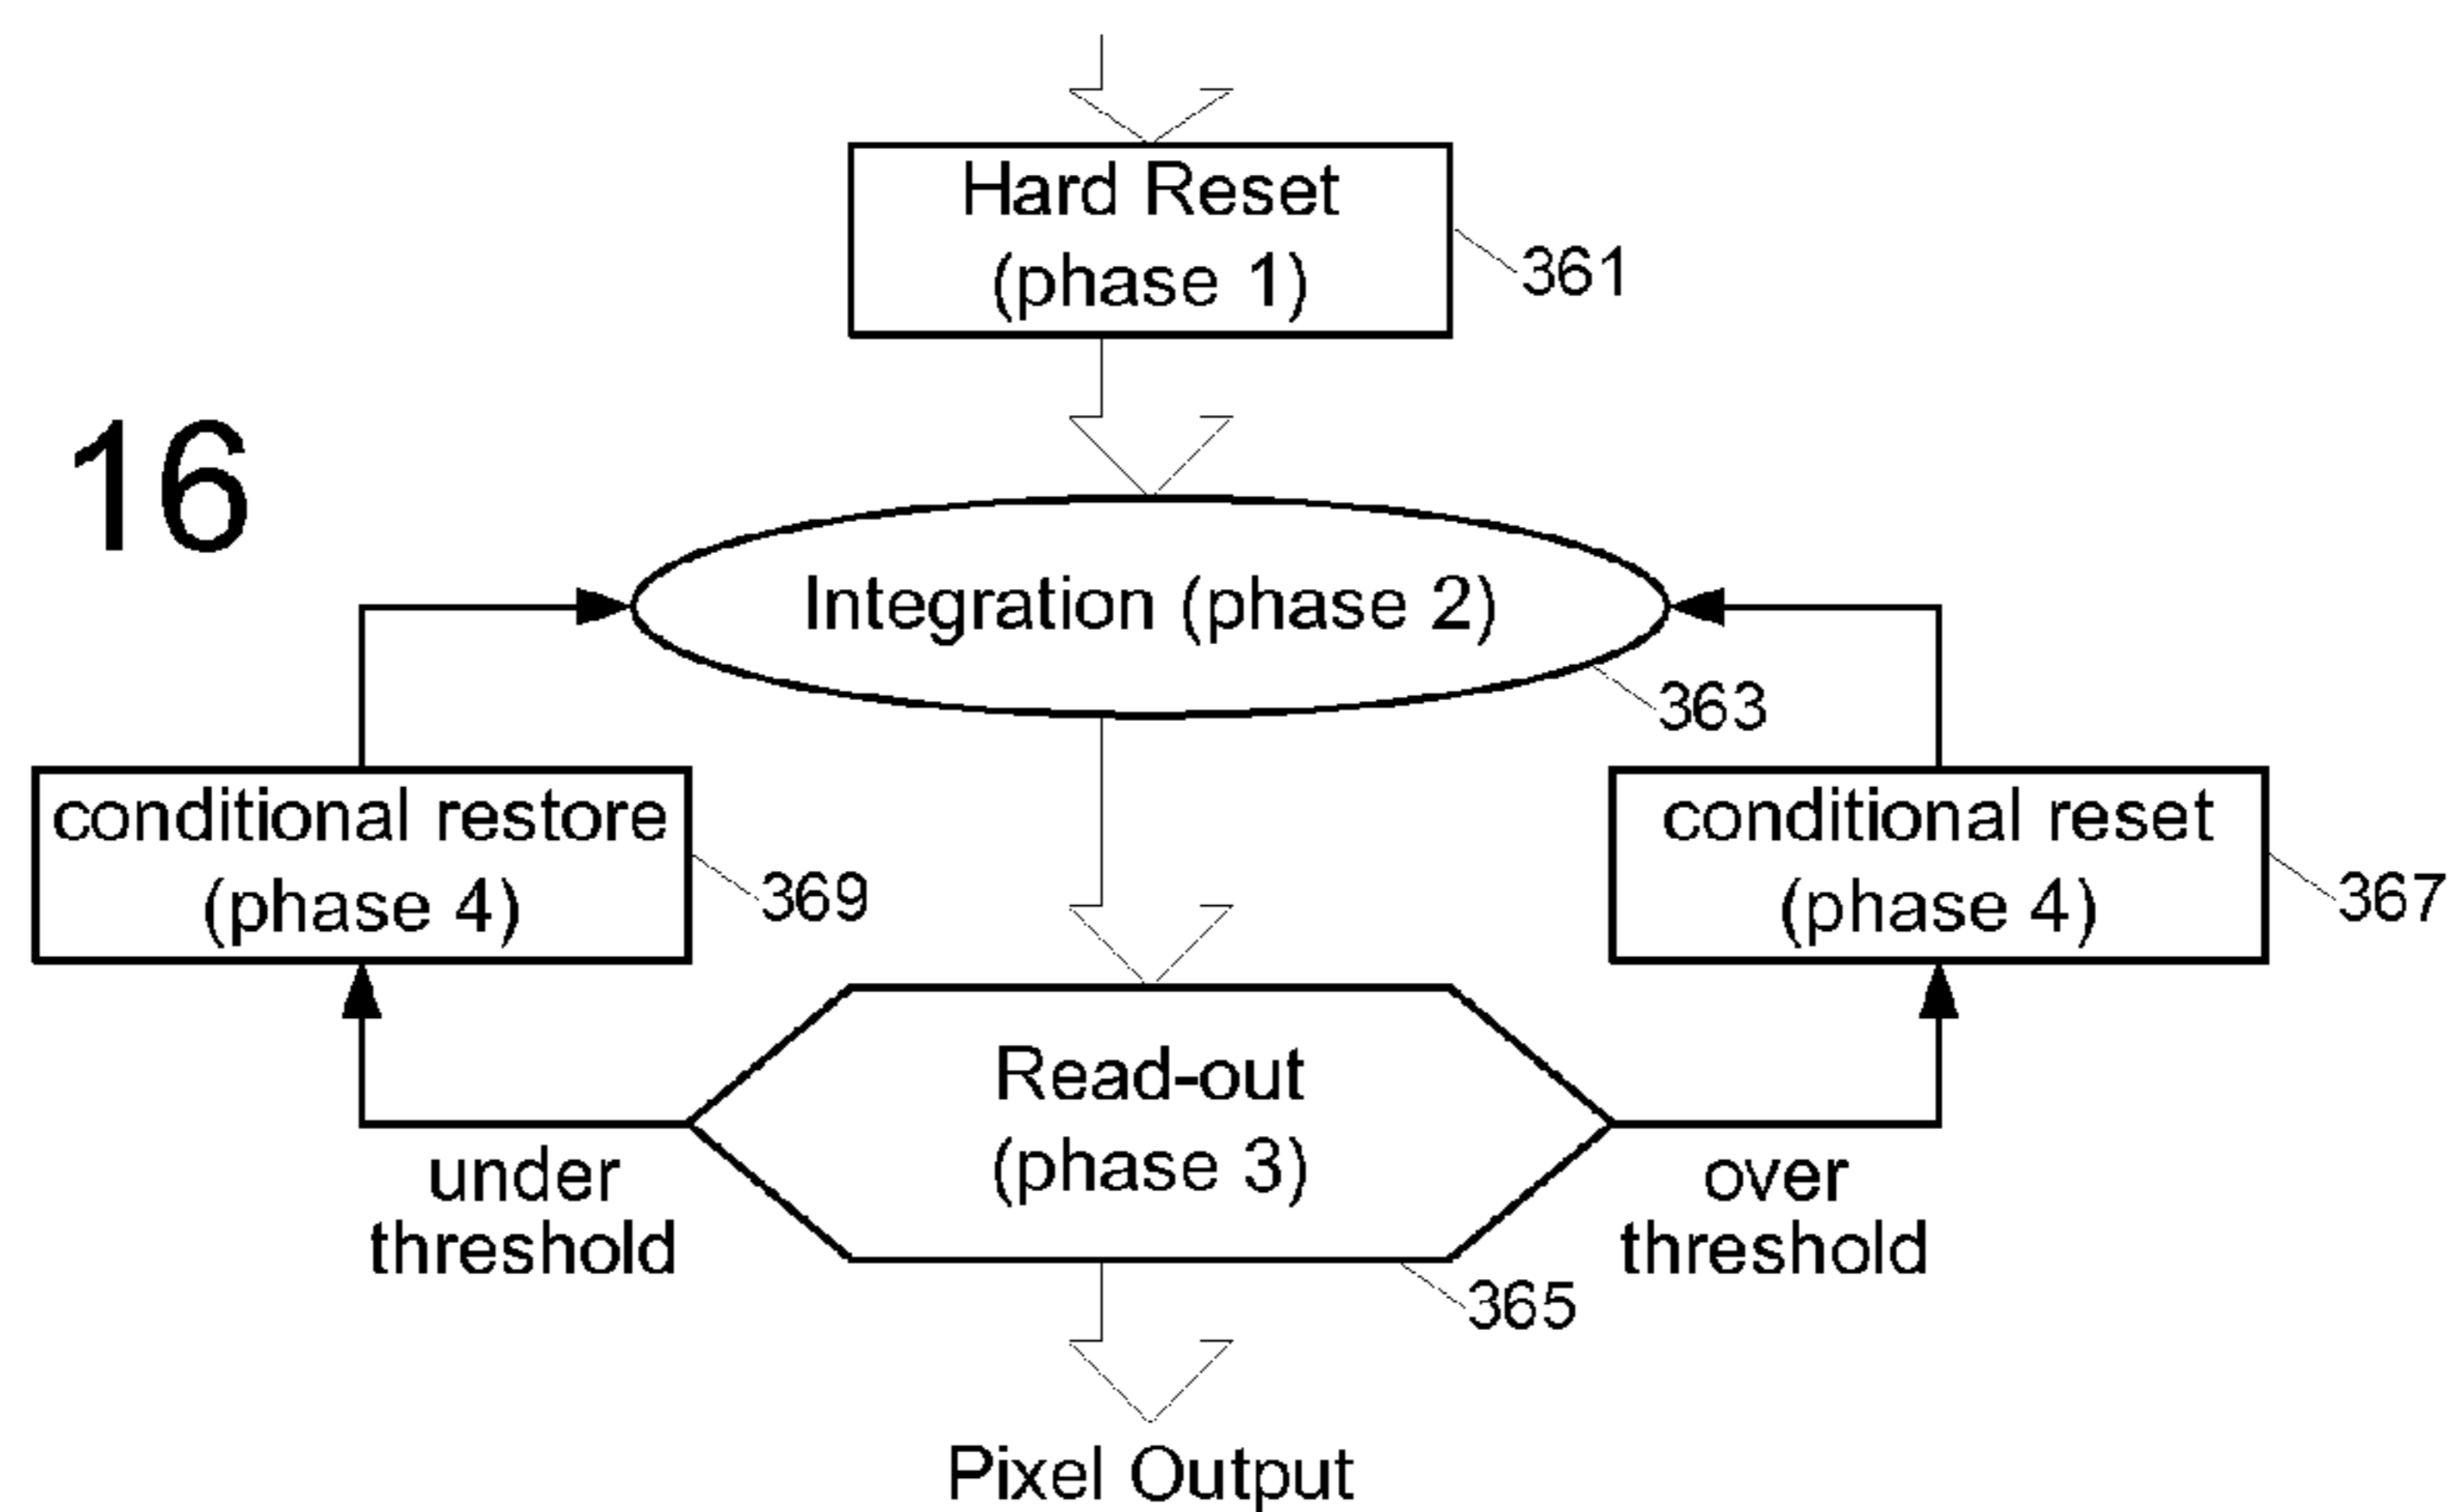 Hard Reset
(phase 1)
361
16
Integration (phase 2)
363
conditional restore
(phase 4)
369
conditional reset
(phase 4)
367
Read-out
(phase 3)
under
threshold
over
threshold
365
Pixel Output